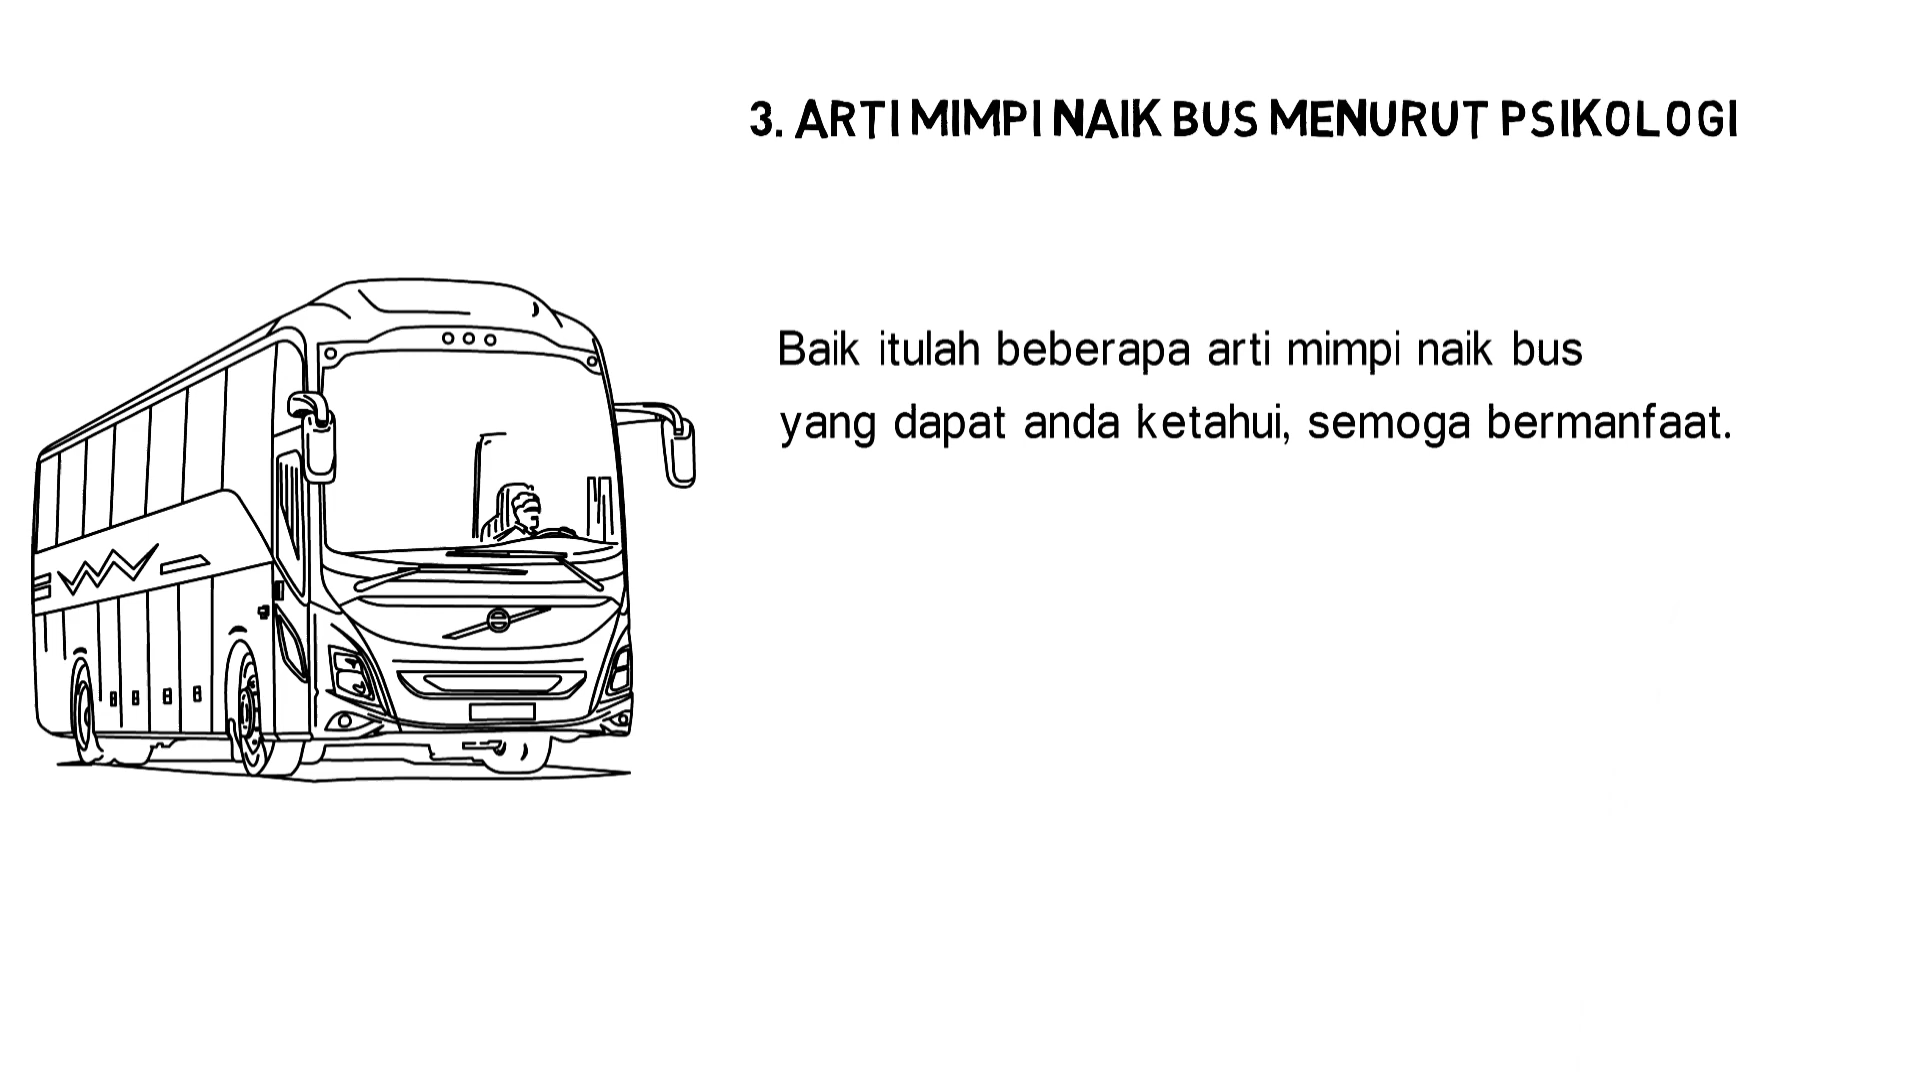 3. ARTI MIMPI NAIK BUS MENURUT PSIKOLOGI
Baik itulah beberapa arti mimpi naik bus
yang dapat anda ketahui, semoga bermanfaat.